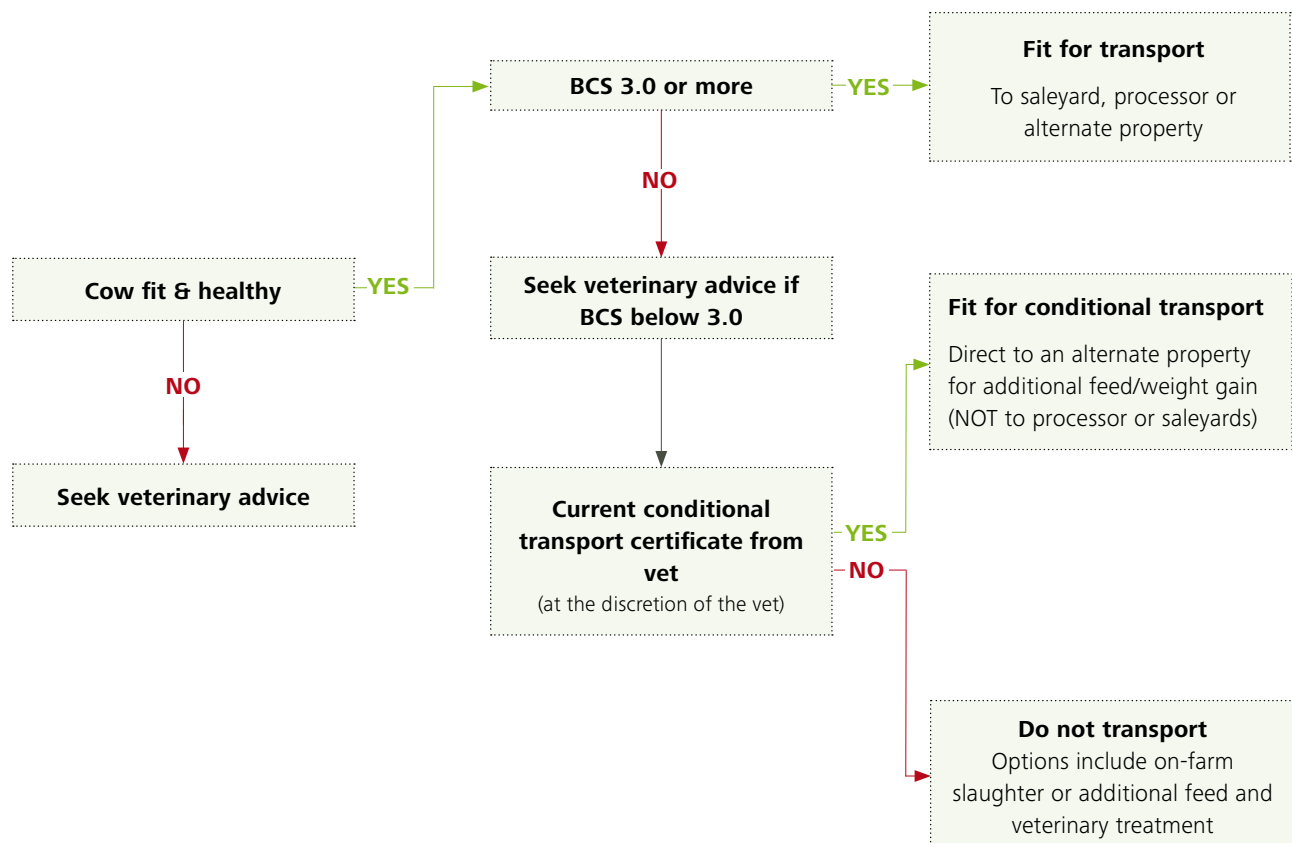 Cow fit & healthy
YES
NO
Seek veterinary advice
BCS 3.0 or more
YES
NO
Seek veterinary advice if
BCS below 3.0
Current conditional
transport certificate from
vet
(at the discretion of the vet)
YES
NO
Fit for transport
To saleyard, processor or
alternate property
Fit for conditional transport
Direct to an alternate property
for additional feed/weight gain
(NOT to processor or saleyards)
Do not transport
Options include on-farm
slaughter or additional feed and
veterinary treatment